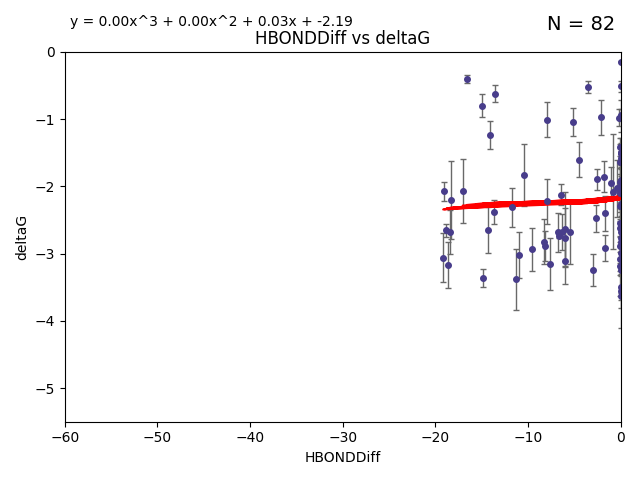 y = 0.00x^3 + 0.00x^2 + 0.03x + -2.19
N = 82
HBONDDiff vs deltaG
0
−1
−2
−3
−4
−5
deltaG
−60 −50 −40 −30 −20 −10 0
HBONDDiff